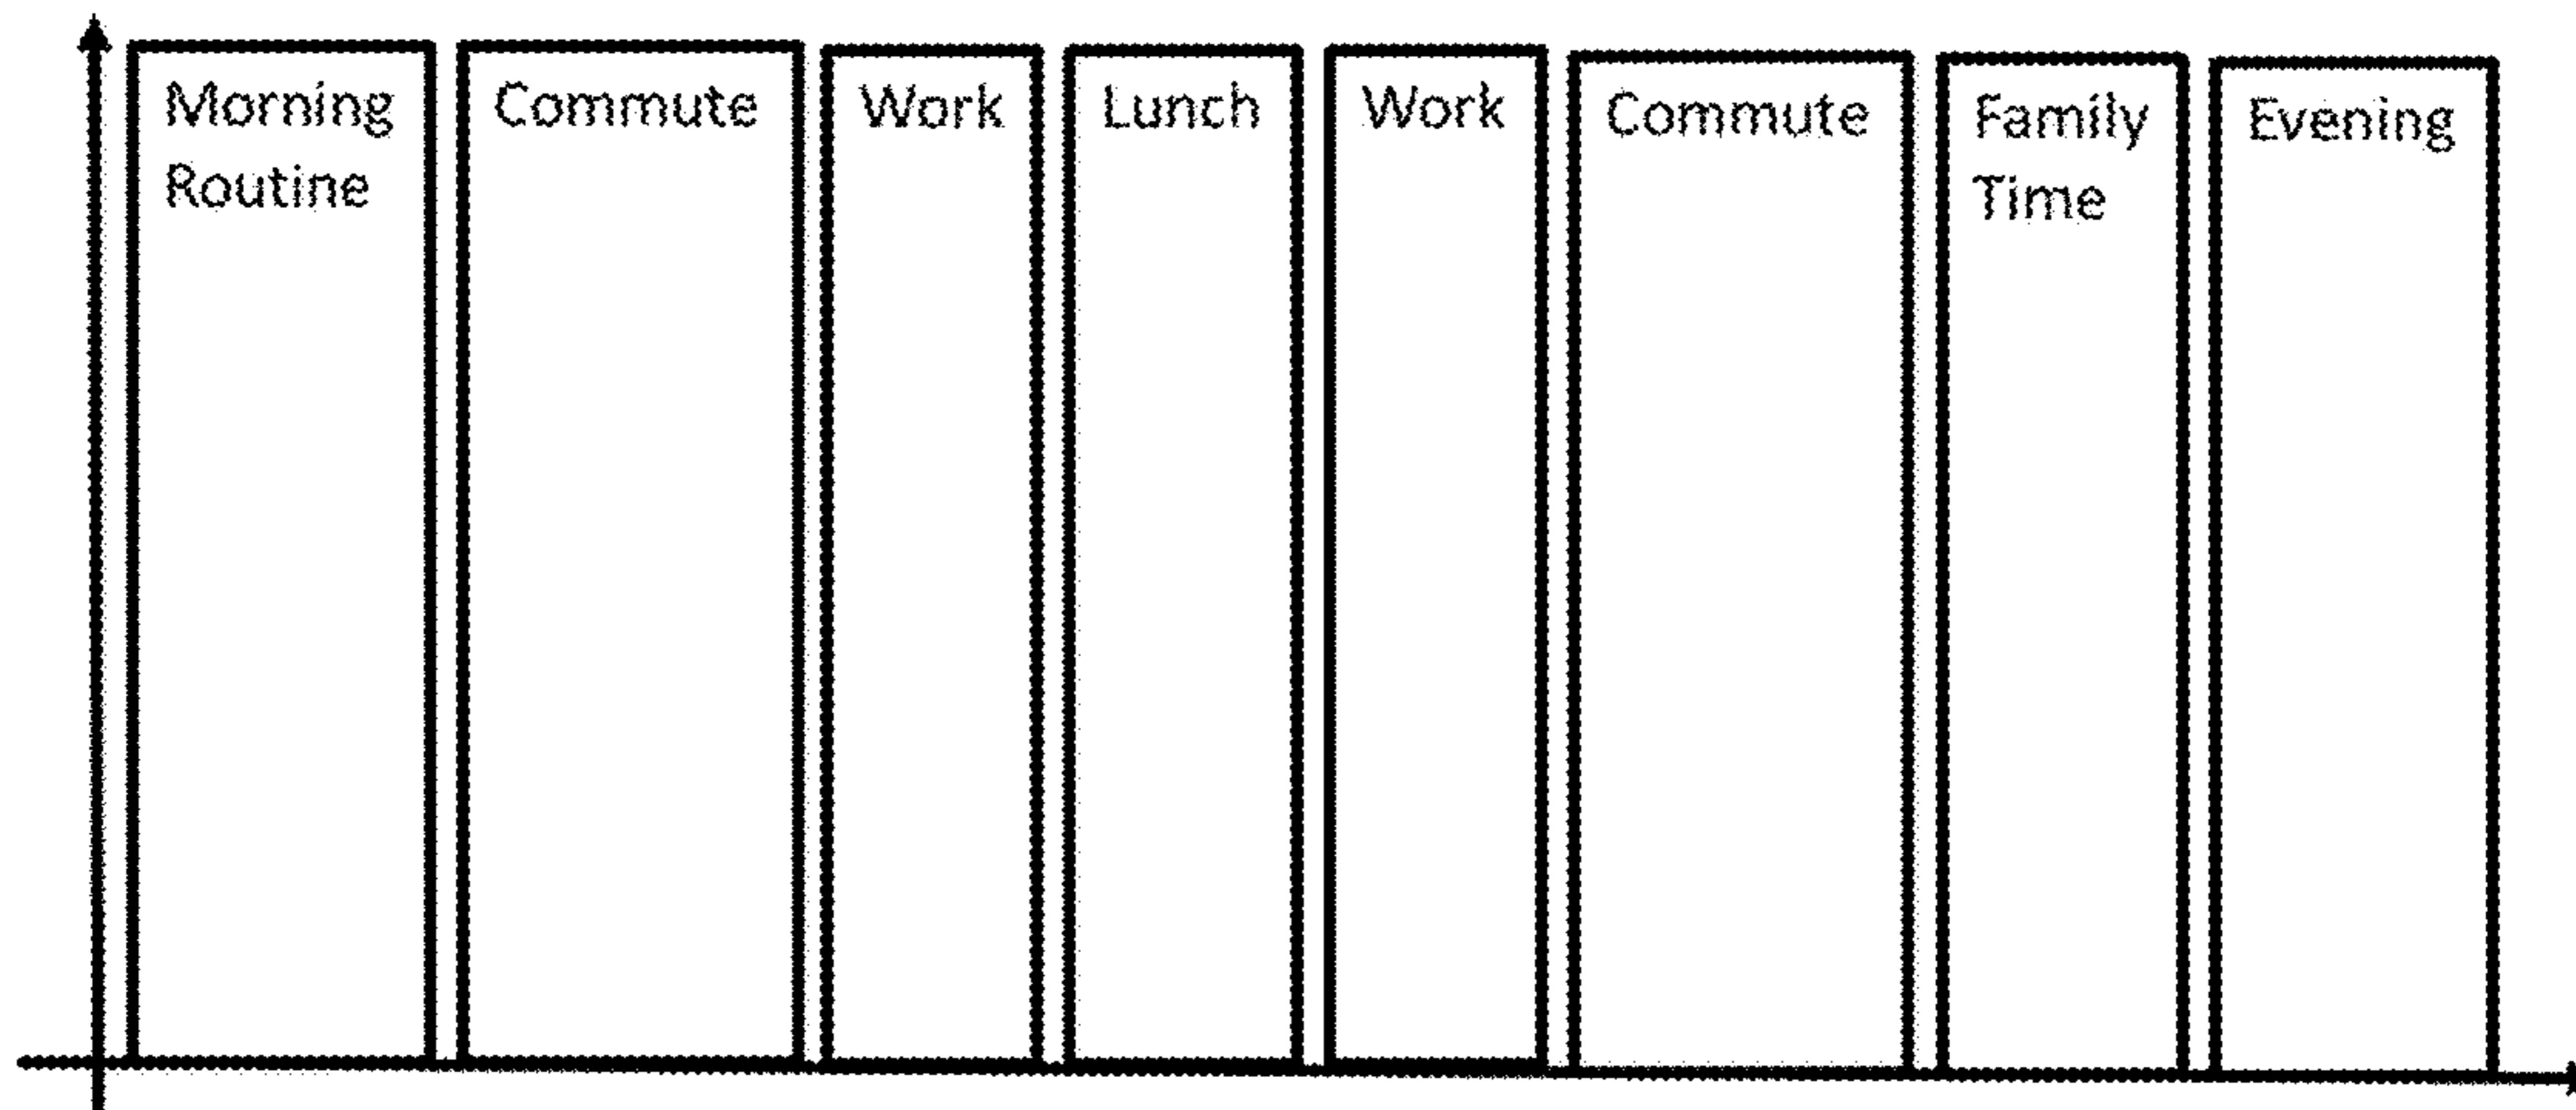 Morning
Routine
Commute
Work
Lunch
Work
Commute
Family
Time
Evening